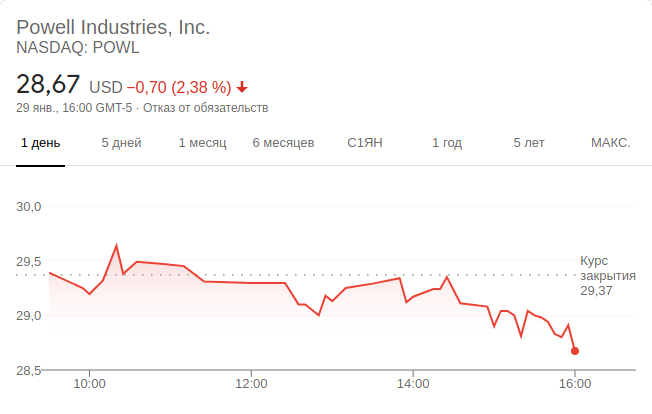 Powell Industries, Inc.
NASDAQ: POWL
28,67 USD −0,70 (2,38 %)
29 янв., 16:00 GMT-5 · Отказ от обязательств
1 день 5 дней 1 месяц 6 месяцев С1ЯН 1 год 5 лет МАКС.
30,0
29,5
Курс
закрытия
29,37
29,0
28,5
10:00 12:00 14:00 16:00